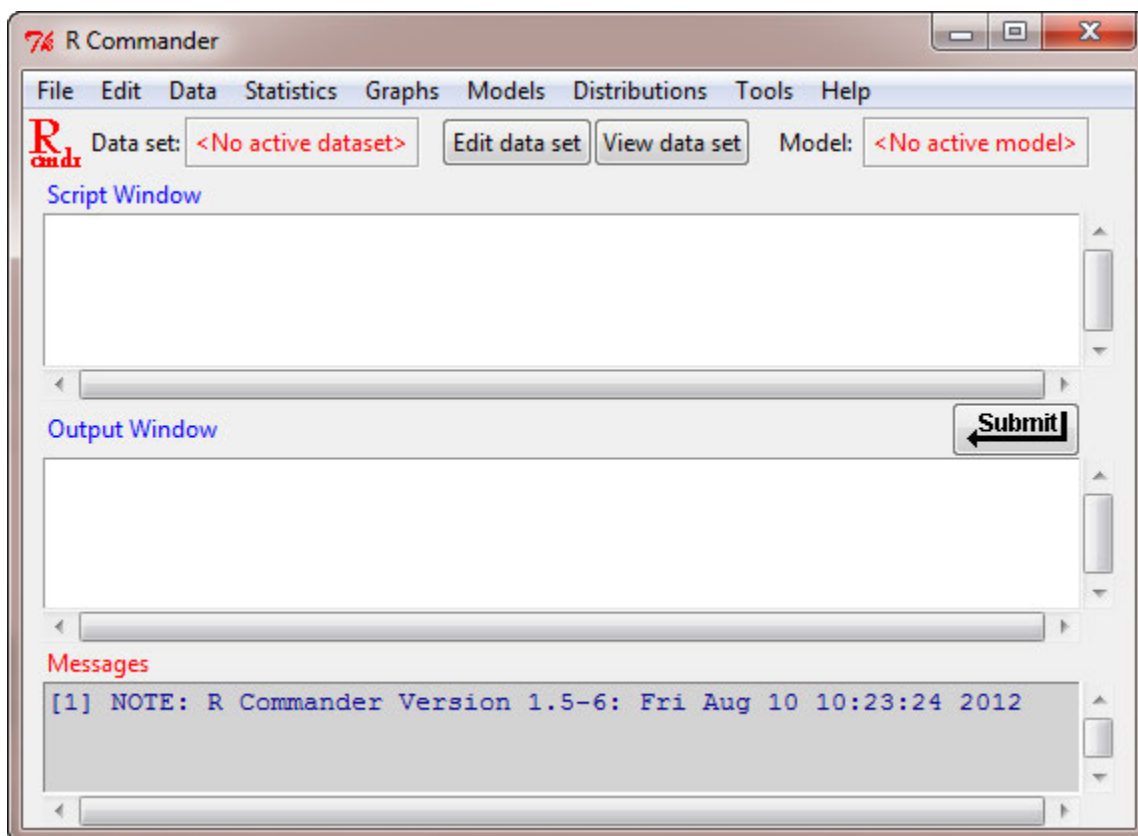 R Commander
File Edit Data Statistics Graphs Models Distributions Tools Help
R cmdr Data set: <No active dataset> Edit data set View data set Model: <No active model>
Script Window
Output Window Submit
Messages
[1] NOTE: R Commander Version 1.5-6: Fri Aug 10 10:23:24 2012